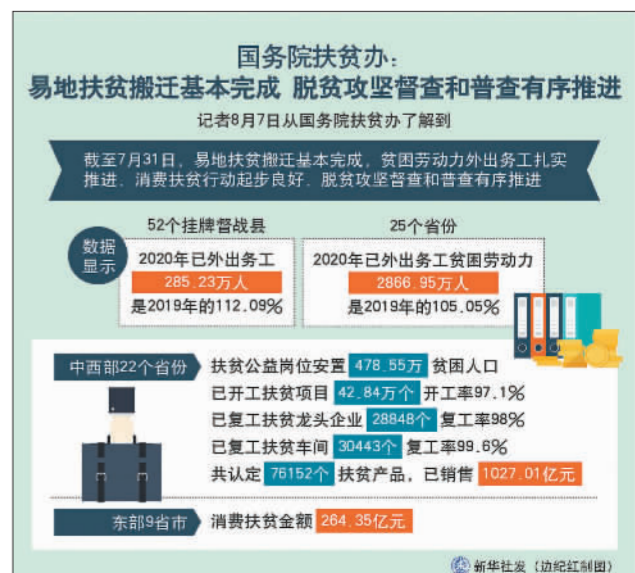 国务院扶贫办：
易地扶贫搬迁基本完成 脱贫攻坚督查和普查有序推进
记者8月7日从国务院扶贫办了解到
截至7月31日，易地扶贫搬迁基本完成，贫困劳动力外出务工扎实
推进，消费扶贫行动起步良好，脱贫攻坚督查和普查有序推进
数据
显示
52个挂牌督战县
2020年已外出务工
285.23万人
是2019年的112.09%
25个省份
2020年已外出务工贫困劳动力
2866.95万人
是2019年的105.05%
中西部22个省份
扶贫公益岗位安置 478.55万 贫困人口
已开工扶贫项目 42.84万个 开工率97.1%
已复工扶贫龙头企业 28848个 复工率98%
已复工扶贫车间 30443个 复工率99.6%
共认定 76152个 扶贫产品，已销售 1027.01亿元
东部9省市 消费扶贫金额 264.35亿元
新华社发（边纪红制图）